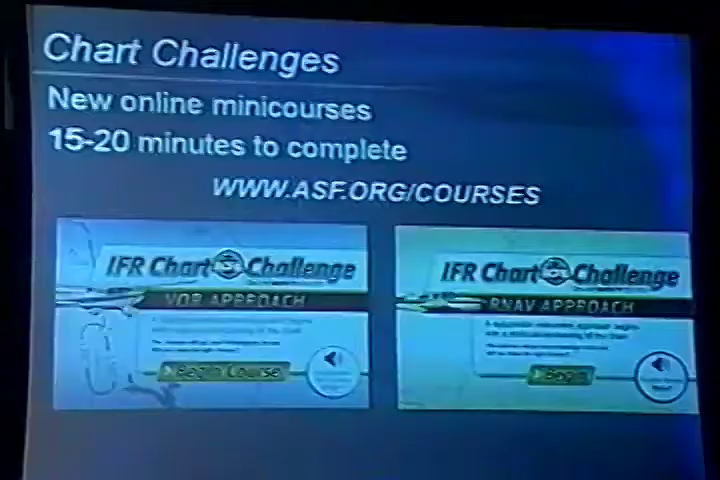 Chart Challenges
New online minicourses
15-20 minutes to complete
WWW.ASF.ORG/COURSES
IFR Chart Challenge
VOR APPROACH
Begin Course
IFR Chart Challenge
RNAV APPROACH
Begin